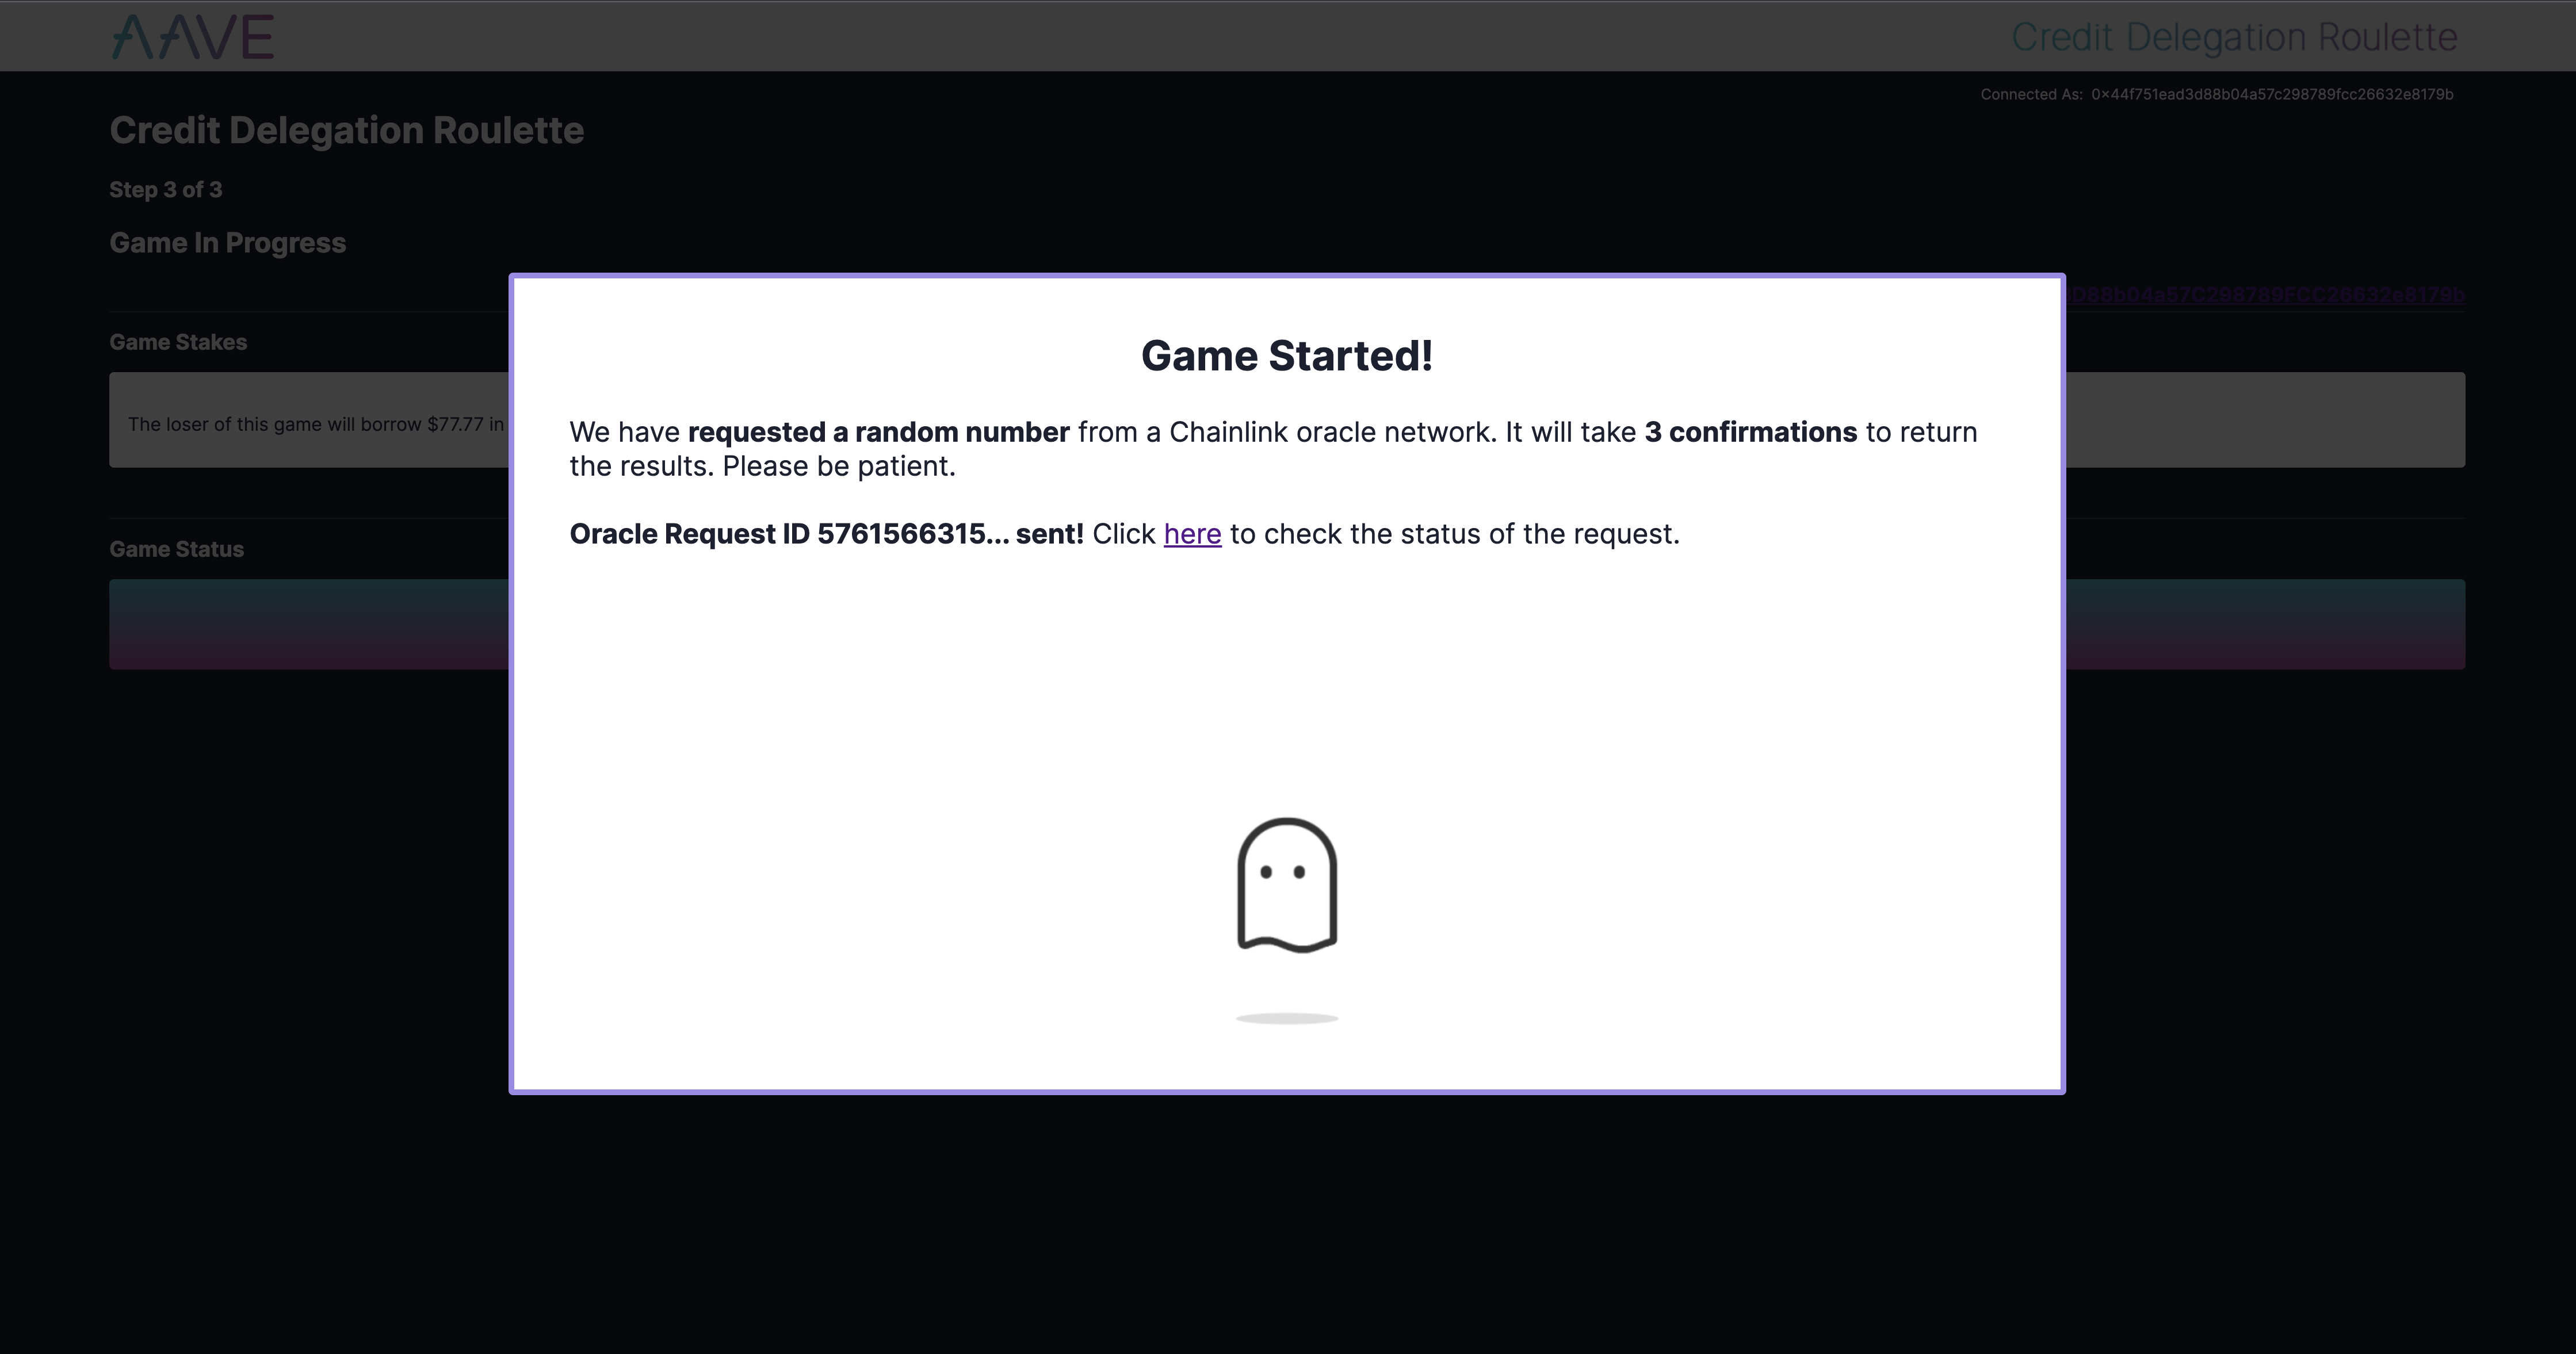 AAVE
Credit Delegation Roulette
Connected As: 0x44f751ead3d88b04a57c298789fcc26632e8179b
Credit Delegation Roulette
Step 3 of 3
Game In Progress
D88b04a57C298789FCC26632e8179b
Game Stakes
The loser of this game will borrow $77.77 in
Game Started!
We have requested a random number from a Chainlink oracle network. It will take 3 confirmations to return
the results. Please be patient.
Oracle Request ID 5761566315... sent! Click here to check the status of the request.
Game Status